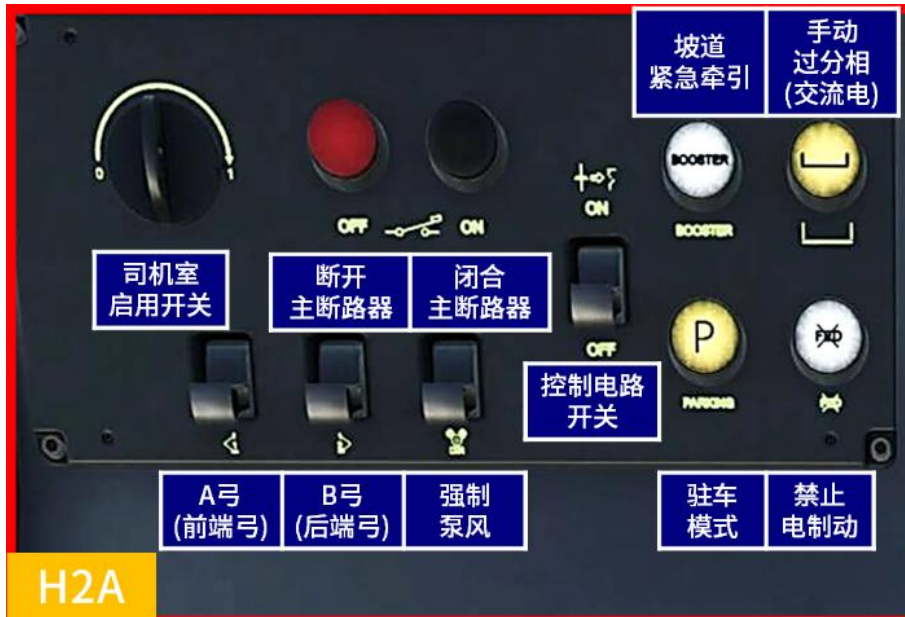 坡道
紧急牵引
手动
过分相
(交流电)
BOOSTER
0
1
ON
OFF
ON
BOOSTER
司机室
启用开关
断开
主断路器
闭合
主断路器
P
OFF
控制电路
开关
PARKING
A弓
(前端弓)
B弓
(后端弓)
强制
泵风
驻车
模式
禁止
电制动
H2A